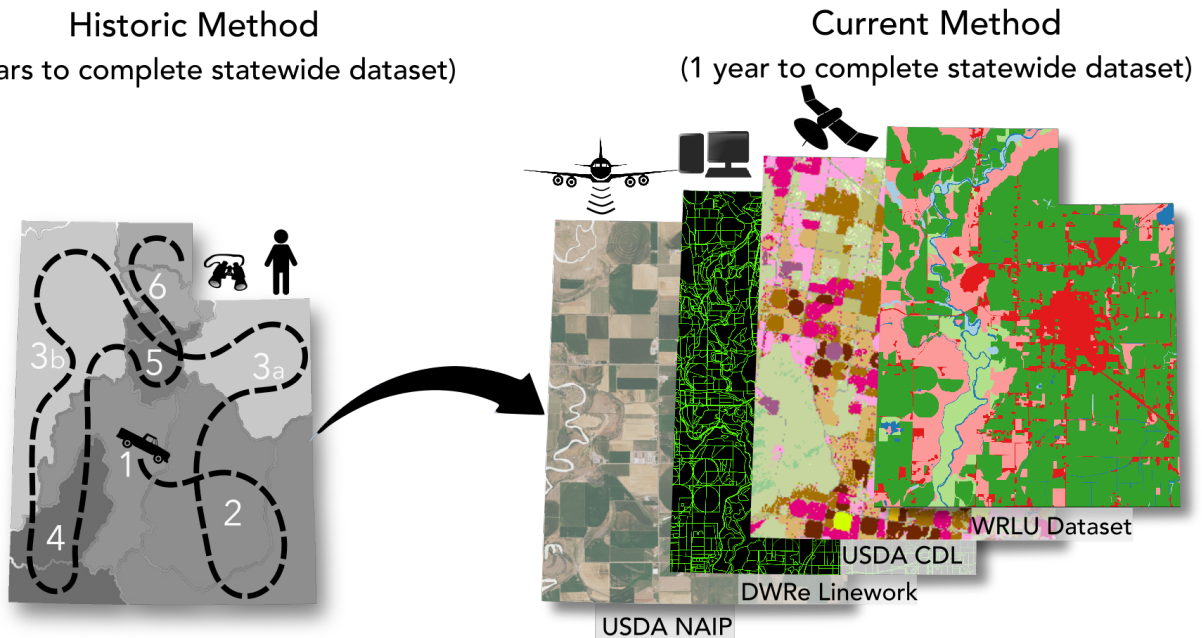 Historic Method
ars to complete statewide dataset)
Current Method
(1 year to complete statewide dataset)
6
3b
5
3a
1
2
4
WRLU Dataset
USDA CDL
DWRe Linework
USDA NAIP